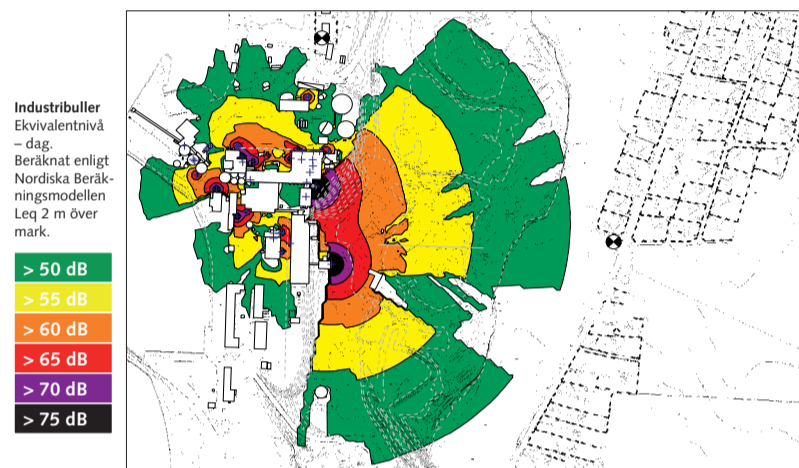 Industribuller
Ekvivalentnivå
– dag.
Beräknat enligt
Nordiska Beräk-
ningsmodellen
Leq 2 m över
mark.
> 50 dB
> 55 dB
> 60 dB
> 65 dB
> 70 dB
> 75 dB